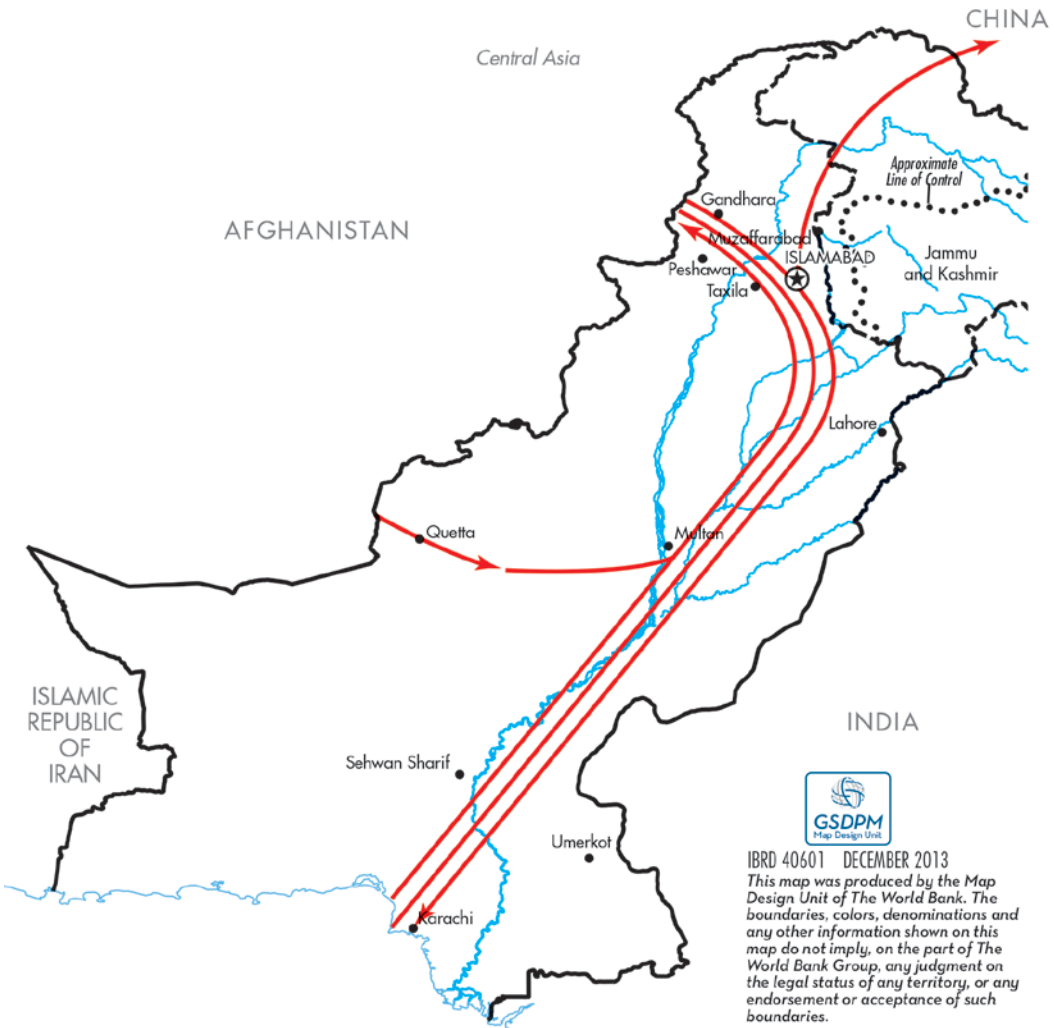 CHINA
Central Asia
Approximate
Line of Control
Gandhara
AFGHANISTAN
Muzaffarabad
ISLAMABAD
Jammu
and Kashmir
Peshawar
Taxila
Lahore
Quetta
Multan
ISLAMIC
REPUBLIC
OF
IRAN
INDIA
Sehwan Sharif
Umerkot
Karachi
GSDPM
Map Design Unit
IBRD 40601 DECEMBER 2013
This map was produced by the Map
Design Unit of The World Bank. The
boundaries, colors, denominations and
any other information shown on this
map do not imply, on the part of The
World Bank Group, any judgment on
the legal status of any territory, or any
endorsement or acceptance of such
boundaries.